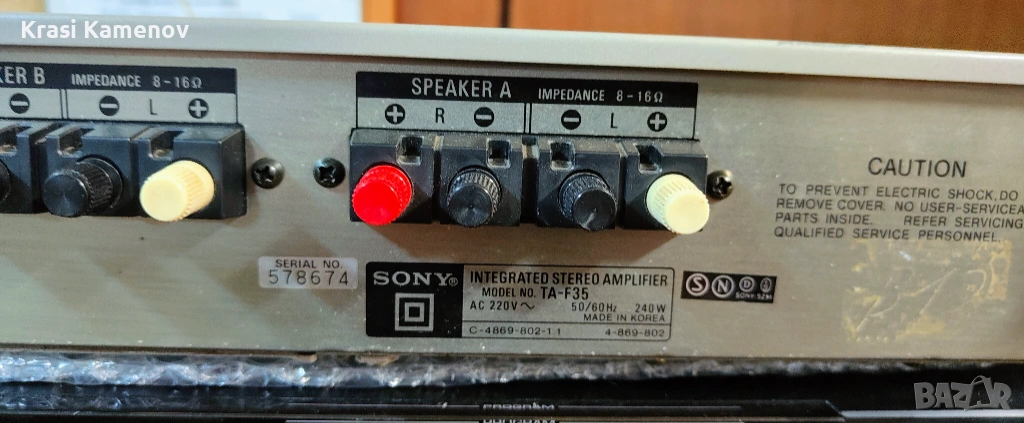 Krasi Kamenov
KER B IMPEDANCE 8-16Ω
L
SPEAKER A IMPEDANCE 8-16Ω
R L
CAUTION
TO PREVENT ELECTRIC SHOCK, DO
REMOVE COVER. NO USER-SERVICEA
PARTS INSIDE. REFER SERVICING
QUALIFIED SERVICE PERSONNEL.
SERIAL NO.
578674
SONY®
INTEGRATED STEREO AMPLIFIER
MODEL NO. TA-F35
AC 220V~ 50/60Hz 240W
MADE IN KOREA
C-4869-802-1.1 4-869-802
S N D
PROGRAM
BAZAR